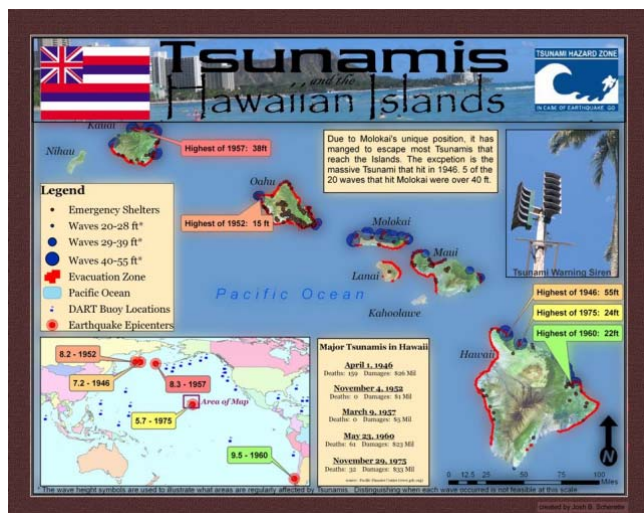 Tsunamis
and the
Hawaiian Islands
TSUNAMI HAZARD ZONE
IN CASE OF EARTHQUAKE GO
Kauai
Nihau
Highest of 1957: 38ft
Due to Molokai's unique position, it has
manged to escape most Tsunamis that
reach the Islands. The excpetion is the
massive Tsunami that hit in 1946. 5 of the
20 waves that hit Molokai were over 40 ft.
Oahu
Highest of 1952: 15 ft
Molokai
Maui
Lanai
Kahoolawe
Pacific Ocean
Tsunami Warning Siren
Highest of 1946: 55ft
Highest of 1975: 24ft
Highest of 1960: 22ft
Hawaii
Legend
Emergency Shelters
Waves 20-28 ft*
Waves 29-39 ft*
Waves 40-55 ft*
Evacuation Zone
Pacific Ocean
DART Buoy Locations
Earthquake Epicenters
8.2 - 1952
7.2 - 1946
8.3 - 1957
5.7 - 1975
Area of Map
9.5 - 1960
Major Tsunamis in Hawaii
April 1, 1946
Deaths: 159 Damages: $26 Mil
November 4, 1952
Deaths: 0 Damages: $1 Mil
March 9, 1957
Deaths: 0 Damages: $5 Mil
May 23, 1960
Deaths: 61 Damages: $23 Mil
November 29, 1975
Deaths: 32 Damages: $33 Mil
N
0 12.5 25 50 75 100
Miles
*The wave height symbols are used to illustrate what areas are regularly affected by Tsunamis. Distinguishing when each wave occurred is not feasible at this scale.
created by Josh B.